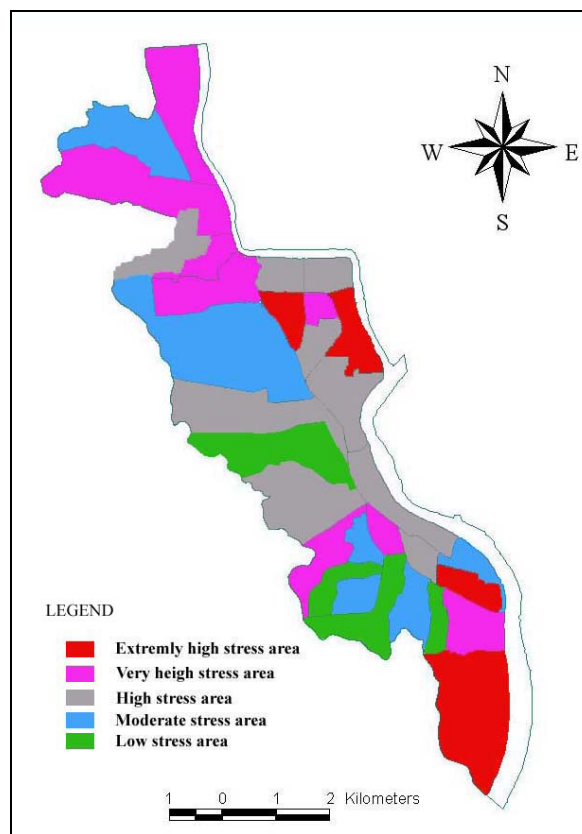 N
W E
S
LEGEND
Extremly high stress area
Very heigh stress area
High stress area
Moderate stress area
Low stress area
1 0 1 2 Kilometers